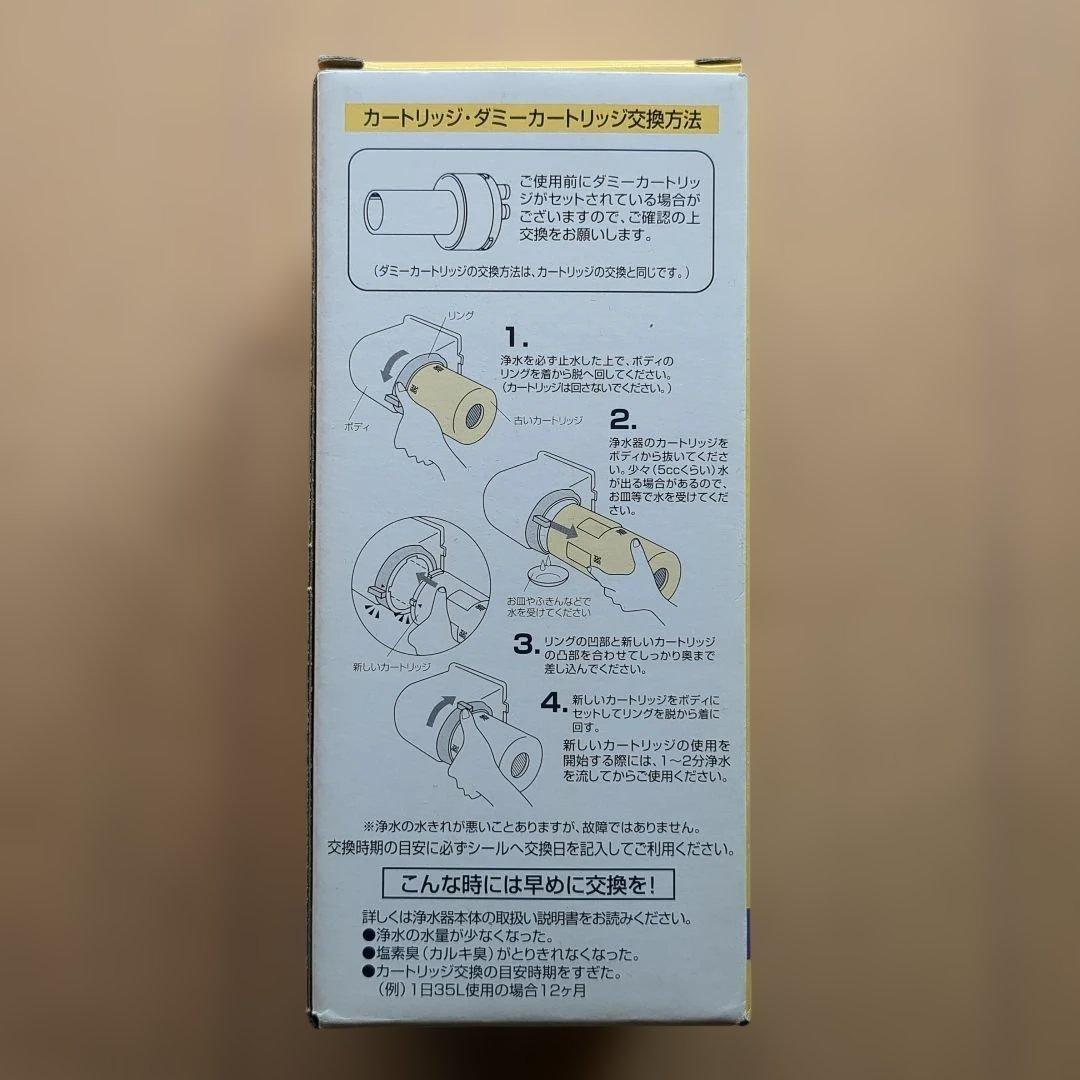 カートリッジ・ダミーカートリッジ交換方法
ご使用前にダミーカートリッ
ジがセットされている場合が
ございますので、ご確認の上
交換をお願いします。
(ダミーカートリッジの交換方法は、カートリッジの交換と同じです。)
リング
ボディ
古いカートリッジ
1.
浄水を必ず止水した上で、ボディの
リングを着から脱へ回してください。
(カートリッジは回さないでください。)
2.
浄水器のカートリッジを
ボディから抜いてくださ
い。少々(5ccくらい)水
が出る場合があるので、
お皿等で水を受けてくだ
さい。
お皿やふきんなどで
水を受けてください
新しいカートリッジ
3.
リングの凹部と新しいカートリッジ
の凸部を合わせてしっかり奥まで
差し込んでください。
4.
新しいカートリッジをボディに
セットしてリングを脱から着に
回す。
新しいカートリッジの使用を
開始する際には、1〜2分浄水
を流してからご使用ください。
※浄水の水きれが悪いことありますが、故障ではありません。
交換時期の目安に必ずシールへ交換日を記入してご利用ください。
こんな時には早めに交換を!
詳しくは浄水器本体の取扱い説明書をお読みください。
●浄水の水量が少なくなった。
●塩素臭(カルキ臭)がとりきれなくなった。
●カートリッジ交換の目安時期をすぎた。
(例)1日35L使用の場合12ヶ月